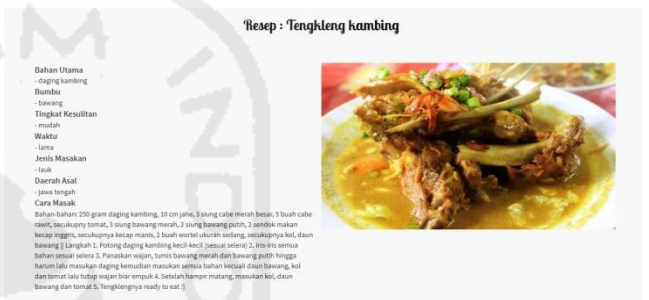 Resep : Tengkleng kambing
Bahan Utama
- daging kambing
Bumbu
- bawang
Tingkat Kesulitan
- mudah
Waktu
- lama
Jenis Masakan
- lauk
Daerah Asal
- jawa tengah
Cara Masak
Bahan-bahan: 250 gram daging kambing, 10 cm jahe, 3 siung cabe merah besar, 5 buah cabe
rawit, secukupny tomat, 3 siung bawang merah, 2 siung bawang putih, 2 sendok makan
kecap inggris, secukupnya kecap manis, 2 buah wortel ukuran sedang, secukupnya kol, daun
bawang || Langkah 1. Potong daging kambing kecil-kecil (sesuai selera) 2. Iris-iris semua
bahan sesuai selera 3. Panaskan wajan, tumis bawang merah dan bawang putih hingga
harum lalu masukan daging kemudian masukan semua bahan kecuali daun bawang, kol
dan tomat lalu tutup wajan biar empuk 4. Setelah hampir matang, masukan kol, daun
bawang dan tomat 5. Tengklengnya ready to eat :)